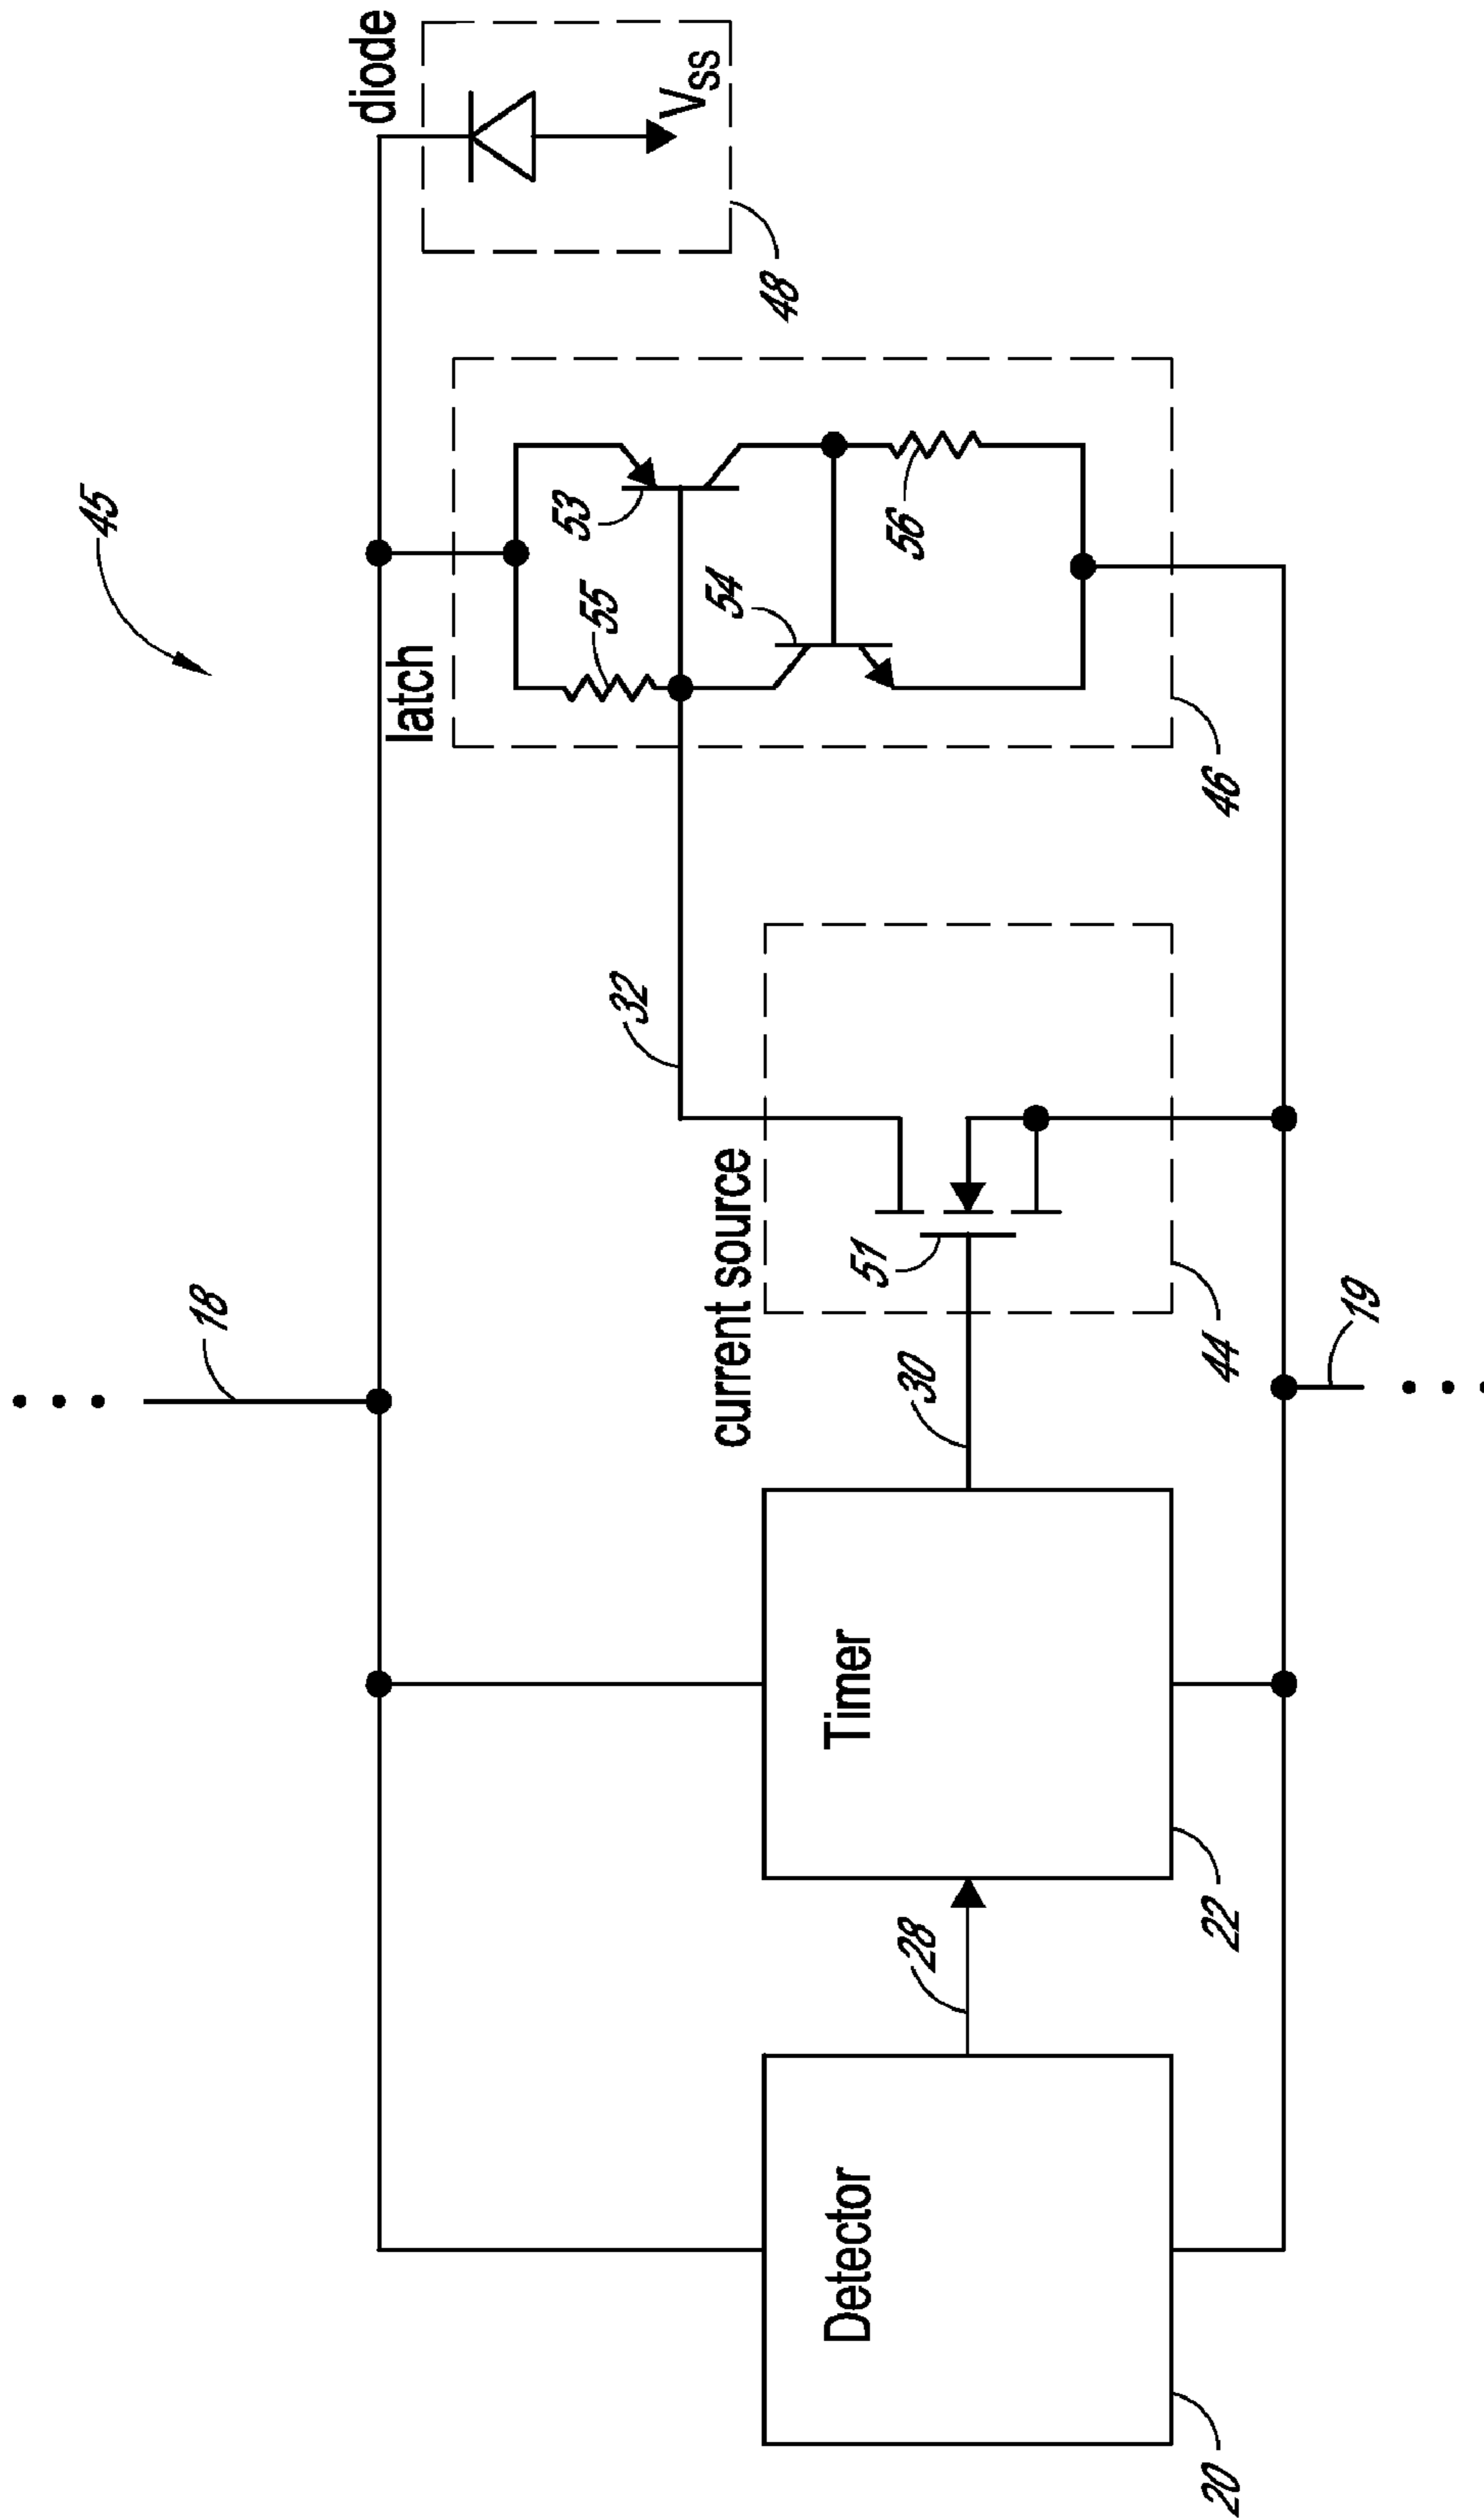 45
18
diode
VSS
48
latch
53
55
54
56
46
32
current source
51
30
44
19
Timer
28
22
Detector
20